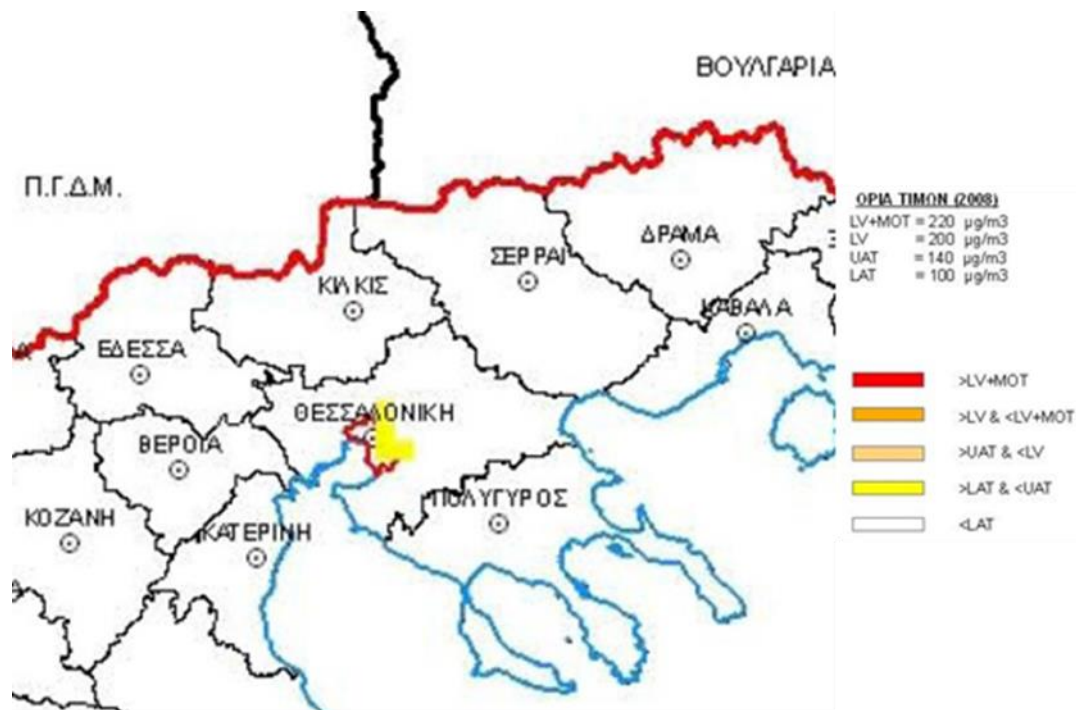 ΒΟΥΛΓΑΡΙΑ
Π.Γ.Δ.Μ.
ΔΡΑΜΑ
ΣΕΡΡΑΙ
ΚΙΛΚΙΣ
ΚΑΒΑΛΑ
ΕΔΕΣΣΑ
ΘΕΣΣΑΛΟΝΙΚΗ
ΒΕΡΟΙΑ
ΠΟΛΥΓΥΡΟΣ
ΚΟΖΑΝΗ
ΚΑΤΕΡΙΝΗ
ΟΡΙΑ ΤΙΜΩΝ (2008)
LV+MOT = 220 µg/m3
LV = 200 µg/m3
UAT = 140 µg/m3
LAT = 100 µg/m3
>LV+MOT
>LV & <LV+MOT
>UAT & <LV
>LAT & <UAT
<LAT